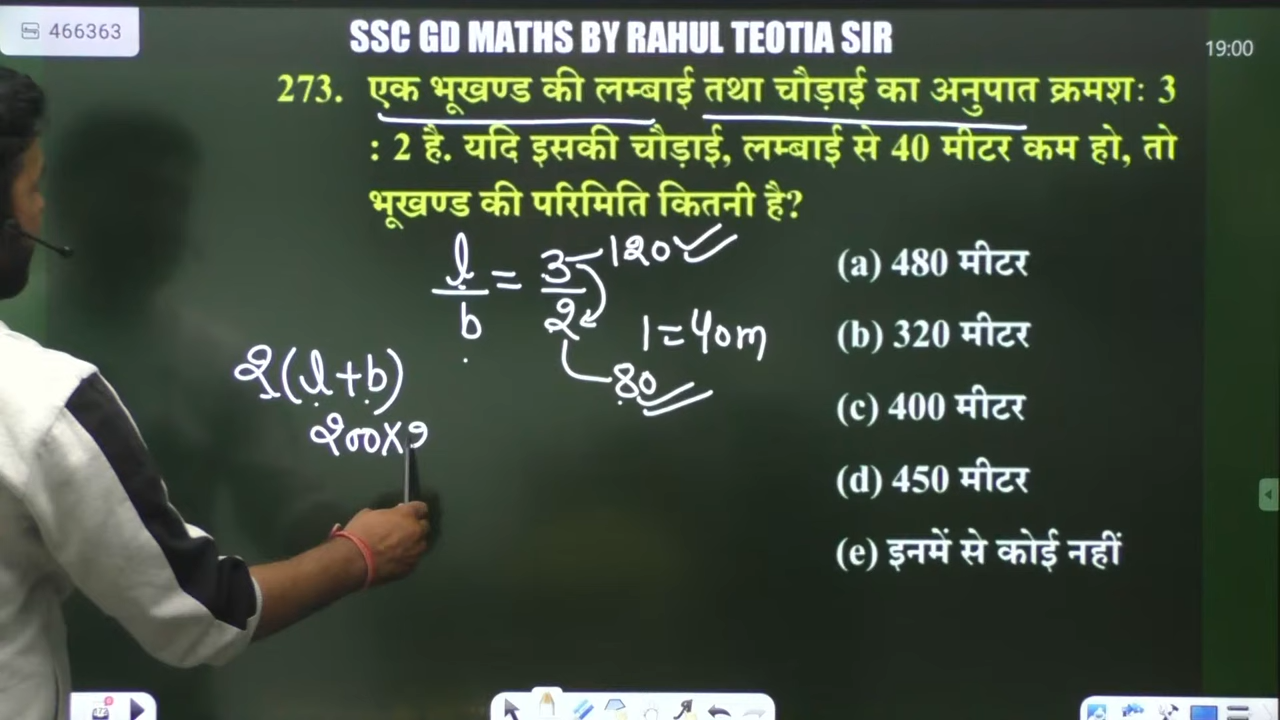 466363
SSC GD MATHS BY RAHUL TEOTIA SIR
19:00
273. एक भूखण्ड की लम्बाई तथा चौड़ाई का अनुपात क्रमशः 3
: 2 है. यदि इसकी चौड़ाई, लम्बाई से 40 मीटर कम हो, तो
भूखण्ड की परिमिति कितनी है?
l/b = 3/2
120
1=40m
80
2(l+b)
200×2
(a) 480 मीटर
(b) 320 मीटर
(c) 400 मीटर
(d) 450 मीटर
(e) इनमें से कोई नहीं